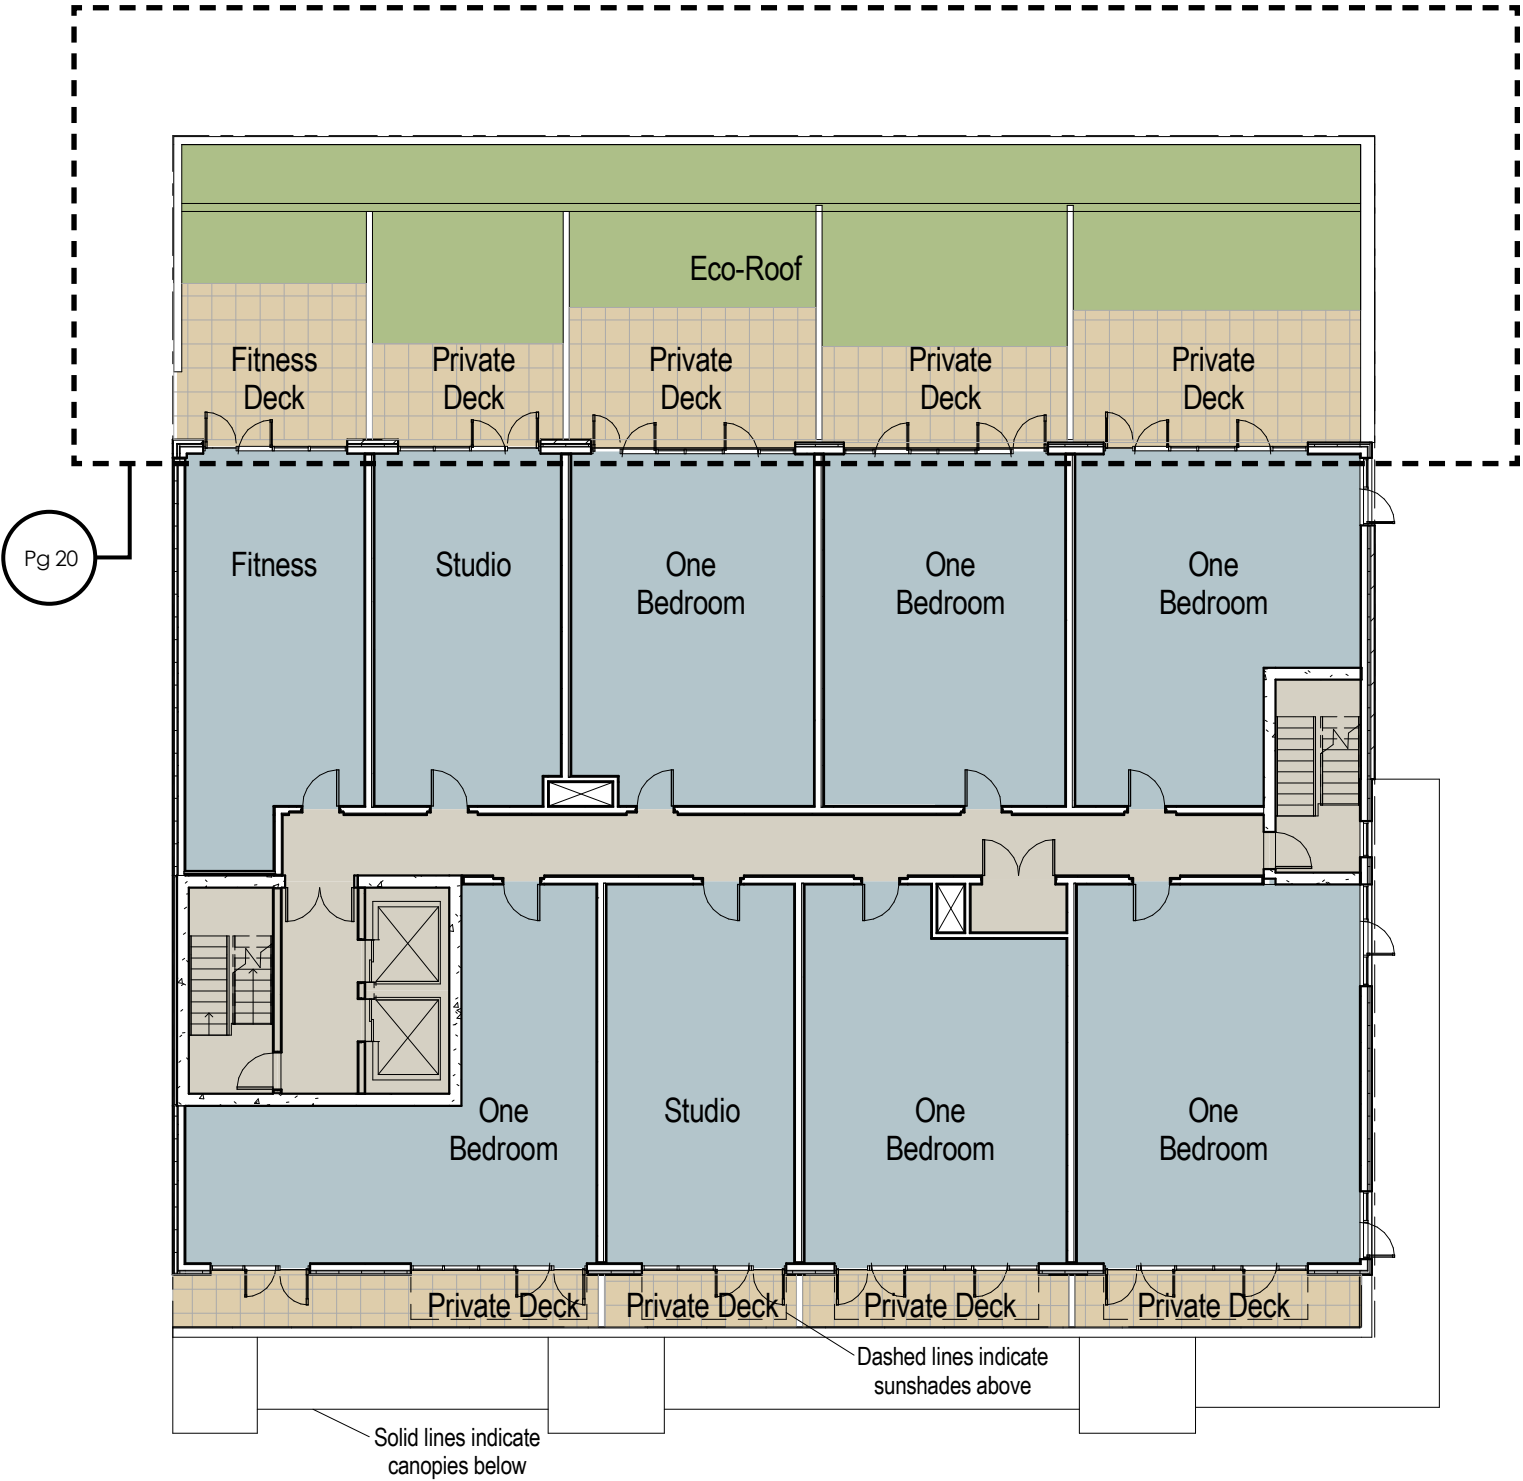 Eco-Roof
Fitness
Deck
Private
Deck
Private
Deck
Private
Deck
Private
Deck
Pg 20
Fitness
Studio
One
Bedroom
One
Bedroom
One
Bedroom
One
Bedroom
Studio
One
Bedroom
One
Bedroom
Private Deck
Private Deck
Private Deck
Private Deck
Dashed lines indicate
sunshades above
Solid lines indicate
canopies below